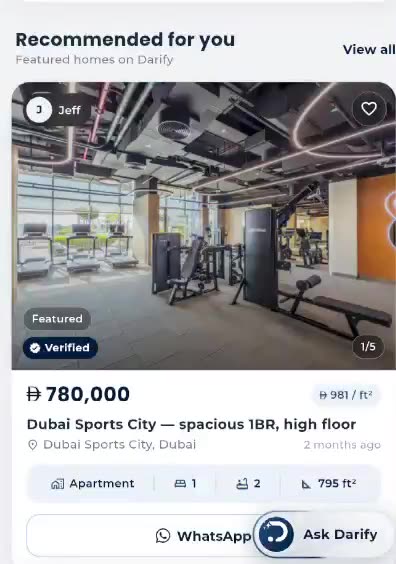 Recommended for you
View all
Featured homes on Darify
J Jeff
Featured
Verified
1/5
780,000
981 / ft²
Dubai Sports City — spacious 1BR, high floor
Dubai Sports City, Dubai
2 months ago
Apartment 1 2 795 ft²
WhatsApp
Ask Darify